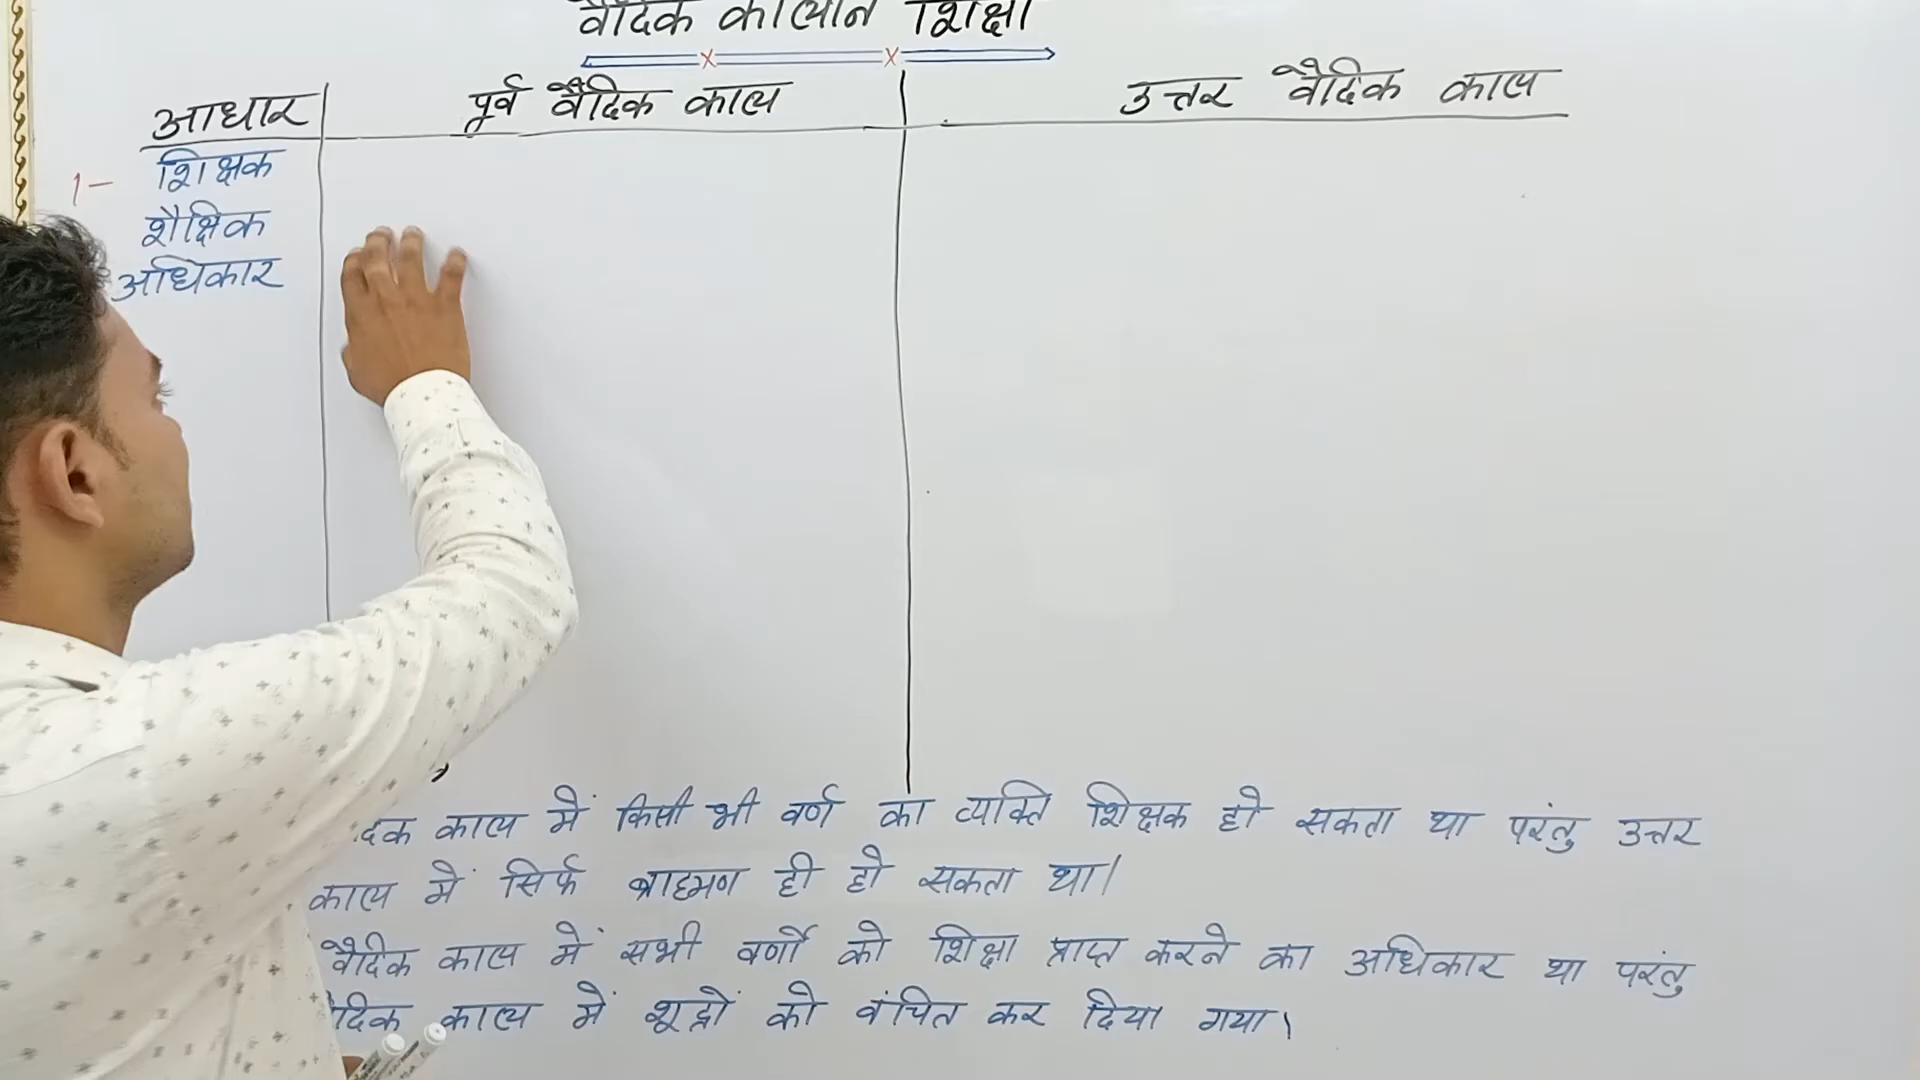 वैदिक कालीन शिक्षा
आधार पूर्व वैदिक काल उत्तर वैदिक काल
1- शिक्षक
शैक्षिक
अधिकार
काल में किसी भी वर्ण का व्यक्ति शिक्षक हो सकता था परंतु उत्तर
काल में सिर्फ ब्राह्मण ही हो सकता था।
वैदिक काल में सभी वर्णों को शिक्षा प्राप्त करने का अधिकार था परंतु
काल में शूद्रों को वंचित कर दिया गया।